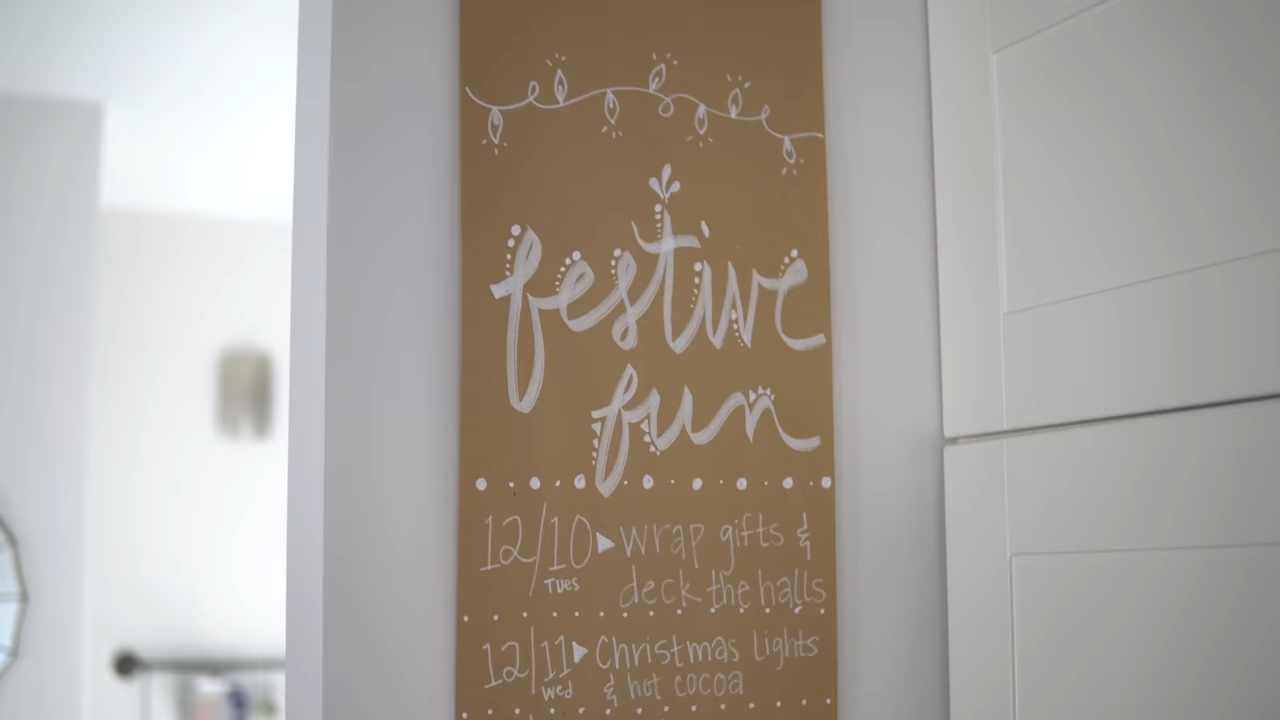 festive
fun
12/10 ▸ wrap gifts &
Tues deck the halls
12/11 ▸ Christmas lights
Wed & hot cocoa